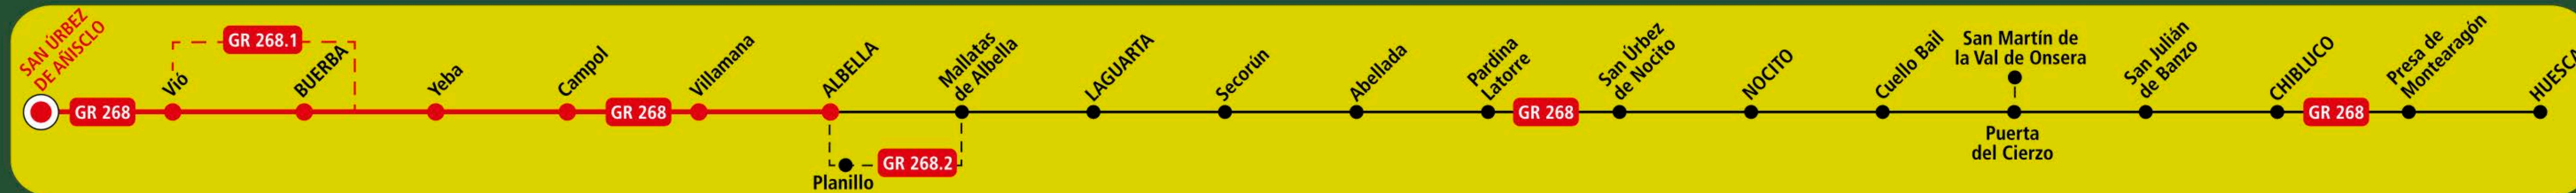 SAN ÚRBEZ
DE AÑISCLO
GR 268
Vió
GR 268.1
BUERBA
Yeba
Campol
GR 268
Villamana
ALBELLA
Planillo
GR 268.2
Mallatas
de Albella
LAGUARTA
Secorún
Abellada
Pardina
Latorre
GR 268
San Úrbez
de Nocito
NOCITO
Cuello Bail
San Martín de
la Val de Onsera
Puerta
del Cierzo
San Julián
de Banzo
CHIBLUCO
GR 268
Presa de
Montearagón
HUESCA